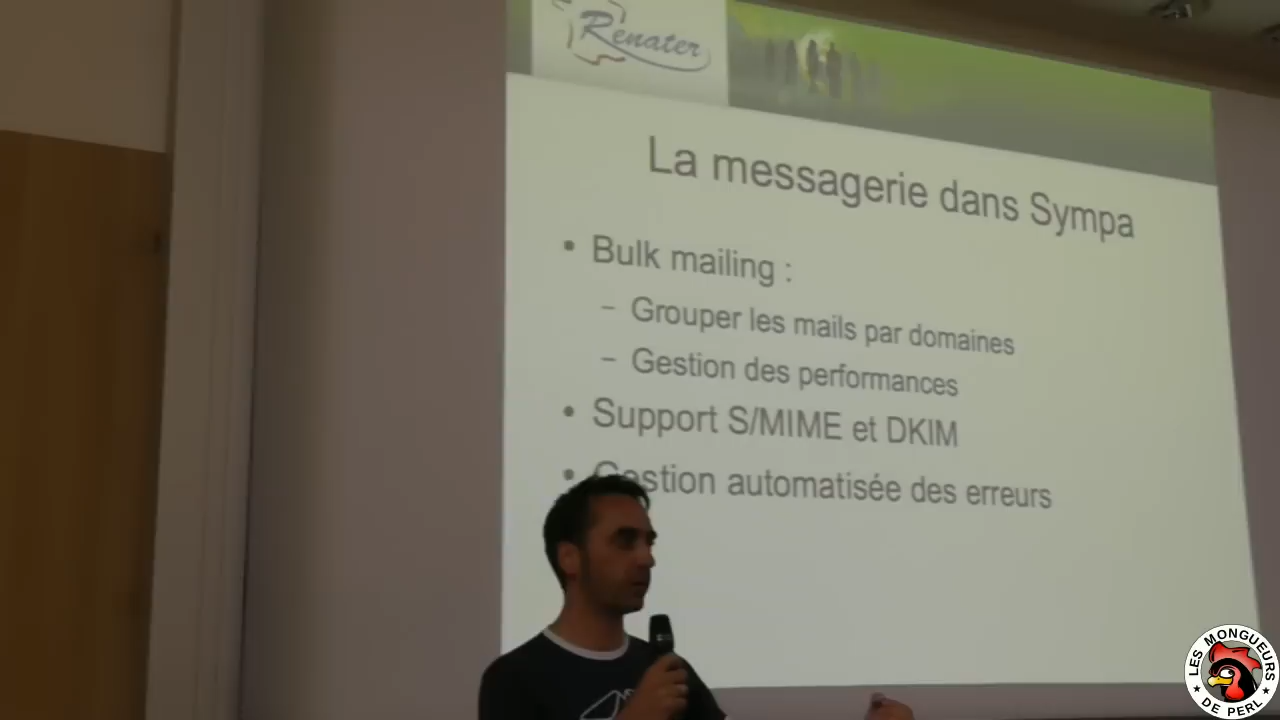 Renater
La messagerie dans Sympa
• Bulk mailing :
– Grouper les mails par domaines
– Gestion des performances
• Support S/MIME et DKIM
• Gestion automatisée des erreurs
LES MONGUEURS
★ DE PERL ★